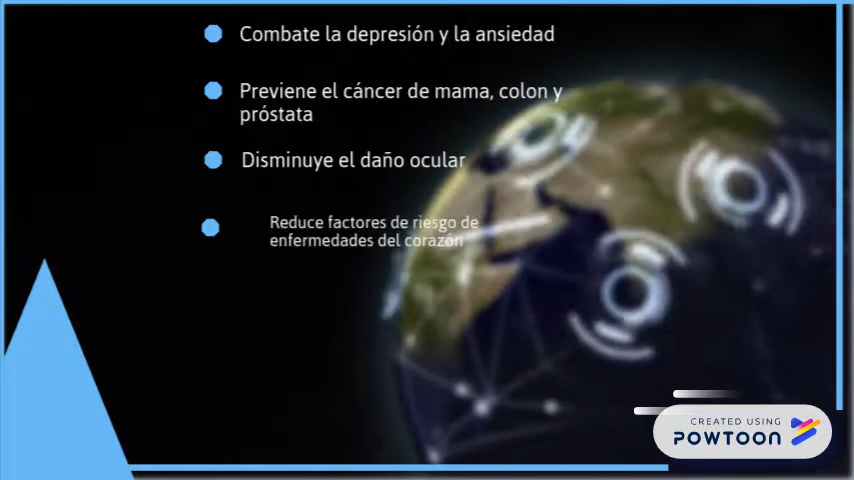 Combate la depresión y la ansiedad
Previene el cáncer de mama, colon y
próstata
Disminuye el daño ocular
Reduce factores de riesgo de
enfermedades del corazón
CREATED USING
POWTOON